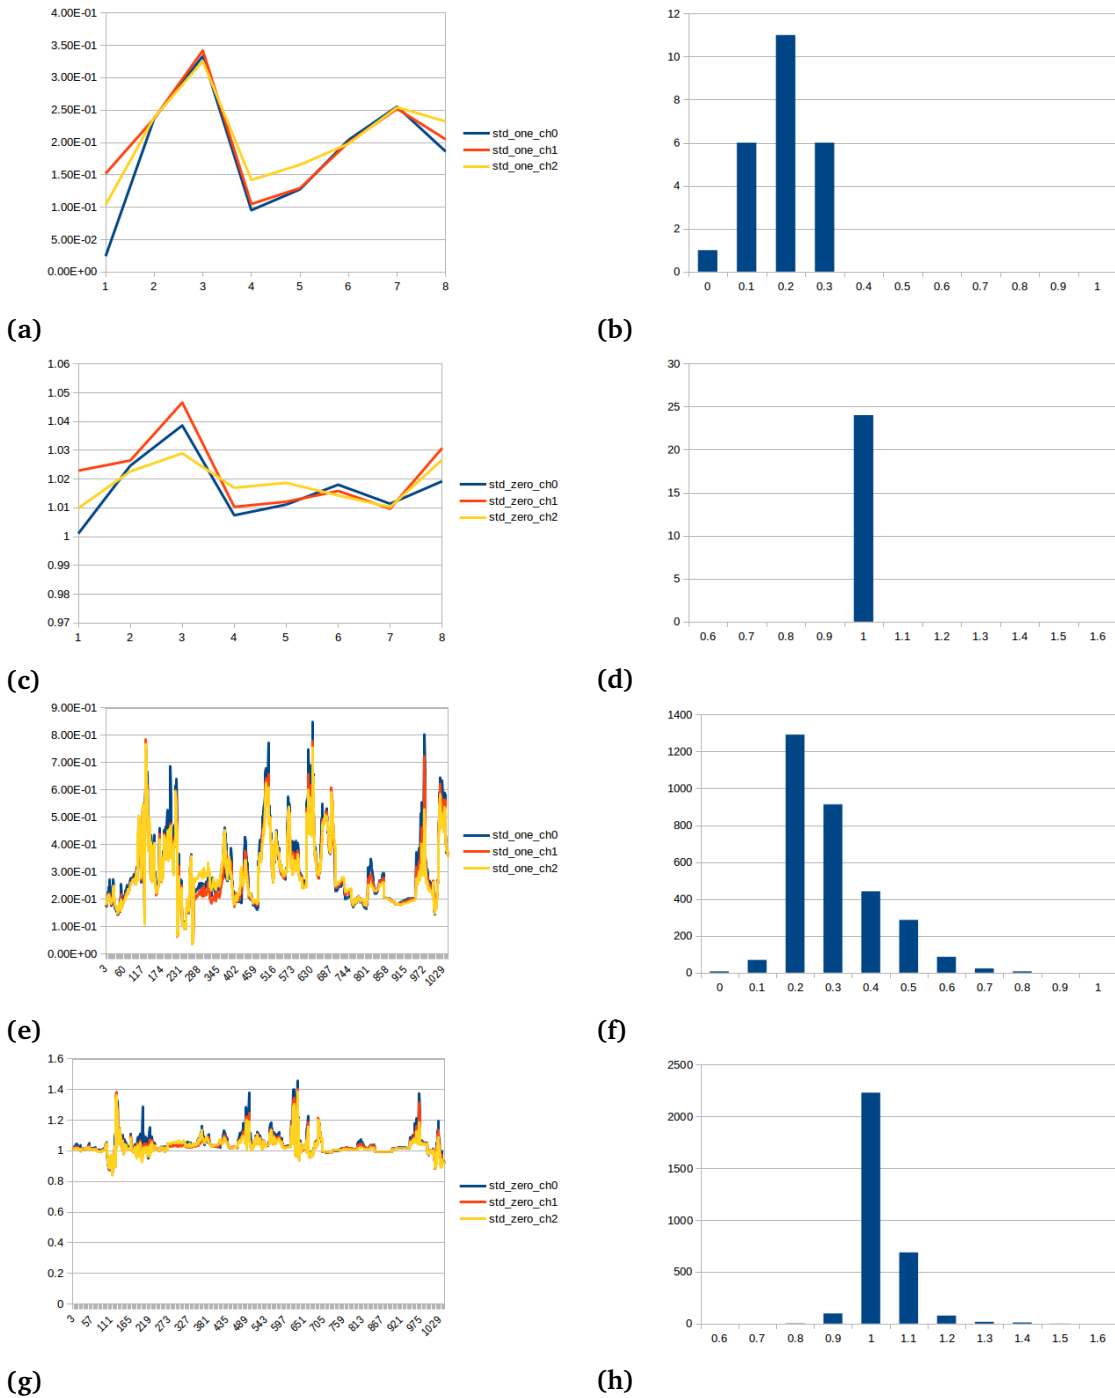 4.00E-01
3.50E-01
3.00E-01
2.50E-01
2.00E-01
1.50E-01
1.00E-01
5.00E-02
0.00E+00
1 2 3 4 5 6 7 8
std_one_ch0
std_one_ch1
std_one_ch2
(a)
12
10
8
6
4
2
0
0 0.1 0.2 0.3 0.4 0.5 0.6 0.7 0.8 0.9 1
(b)
1.06
1.05
1.04
1.03
1.02
1.01
1
0.99
0.98
0.97
1 2 3 4 5 6 7 8
std_zero_ch0
std_zero_ch1
std_zero_ch2
(c)
30
25
20
15
10
5
0
0.6 0.7 0.8 0.9 1 1.1 1.2 1.3 1.4 1.5 1.6
(d)
9.00E-01
8.00E-01
7.00E-01
6.00E-01
5.00E-01
4.00E-01
3.00E-01
2.00E-01
1.00E-01
0.00E+00
3 60 117 174 231 288 345 402 459 516 573 630 687 744 801 858 915 972 1029
std_one_ch0
std_one_ch1
std_one_ch2
(e)
1400
1200
1000
800
600
400
200
0
0 0.1 0.2 0.3 0.4 0.5 0.6 0.7 0.8 0.9 1
(f)
1.6
1.4
1.2
1
0.8
0.6
0.4
0.2
0
3 57 111 165 219 273 327 381 435 489 543 597 651 705 759 813 867 921 975 1029
std_zero_ch0
std_zero_ch1
std_zero_ch2
(g)
2500
2000
1500
1000
500
0
0.6 0.7 0.8 0.9 1 1.1 1.2 1.3 1.4 1.5 1.6
(h)